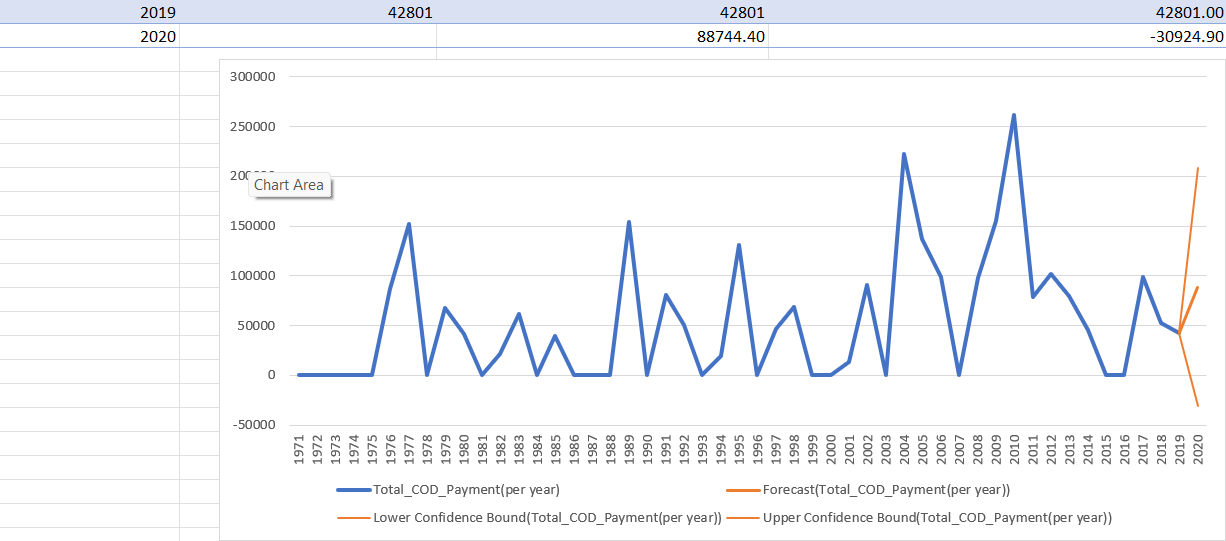 2019 42801 42801 42801.00
2020 88744.40 -30924.90
300000
250000
Chart Area
150000
100000
50000
0
-50000
1971 1972 1973 1974 1975 1976 1977 1978 1979 1980 1981 1982 1983 1984 1985 1986 1987 1988 1989 1990 1991 1992 1993 1994 1995 1996 1997 1998 1999 2000 2001 2002 2003 2004 2005 2006 2007 2008 2009 2010 2011 2012 2013 2014 2015 2016 2017 2018 2019 2020
Total_COD_Payment(per year) Forecast(Total_COD_Payment(per year))
Lower Confidence Bound(Total_COD_Payment(per year)) Upper Confidence Bound(Total_COD_Payment(per year))